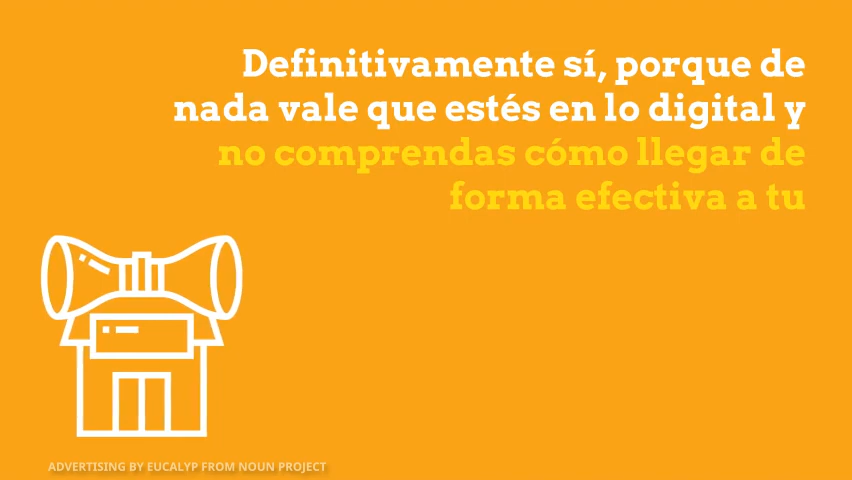 Definitivamente sí, porque de
nada vale que estés en lo digital y
no comprendas cómo llegar de
forma efectiva a tu
ADVERTISING BY EUCALYP FROM NOUN PROJECT